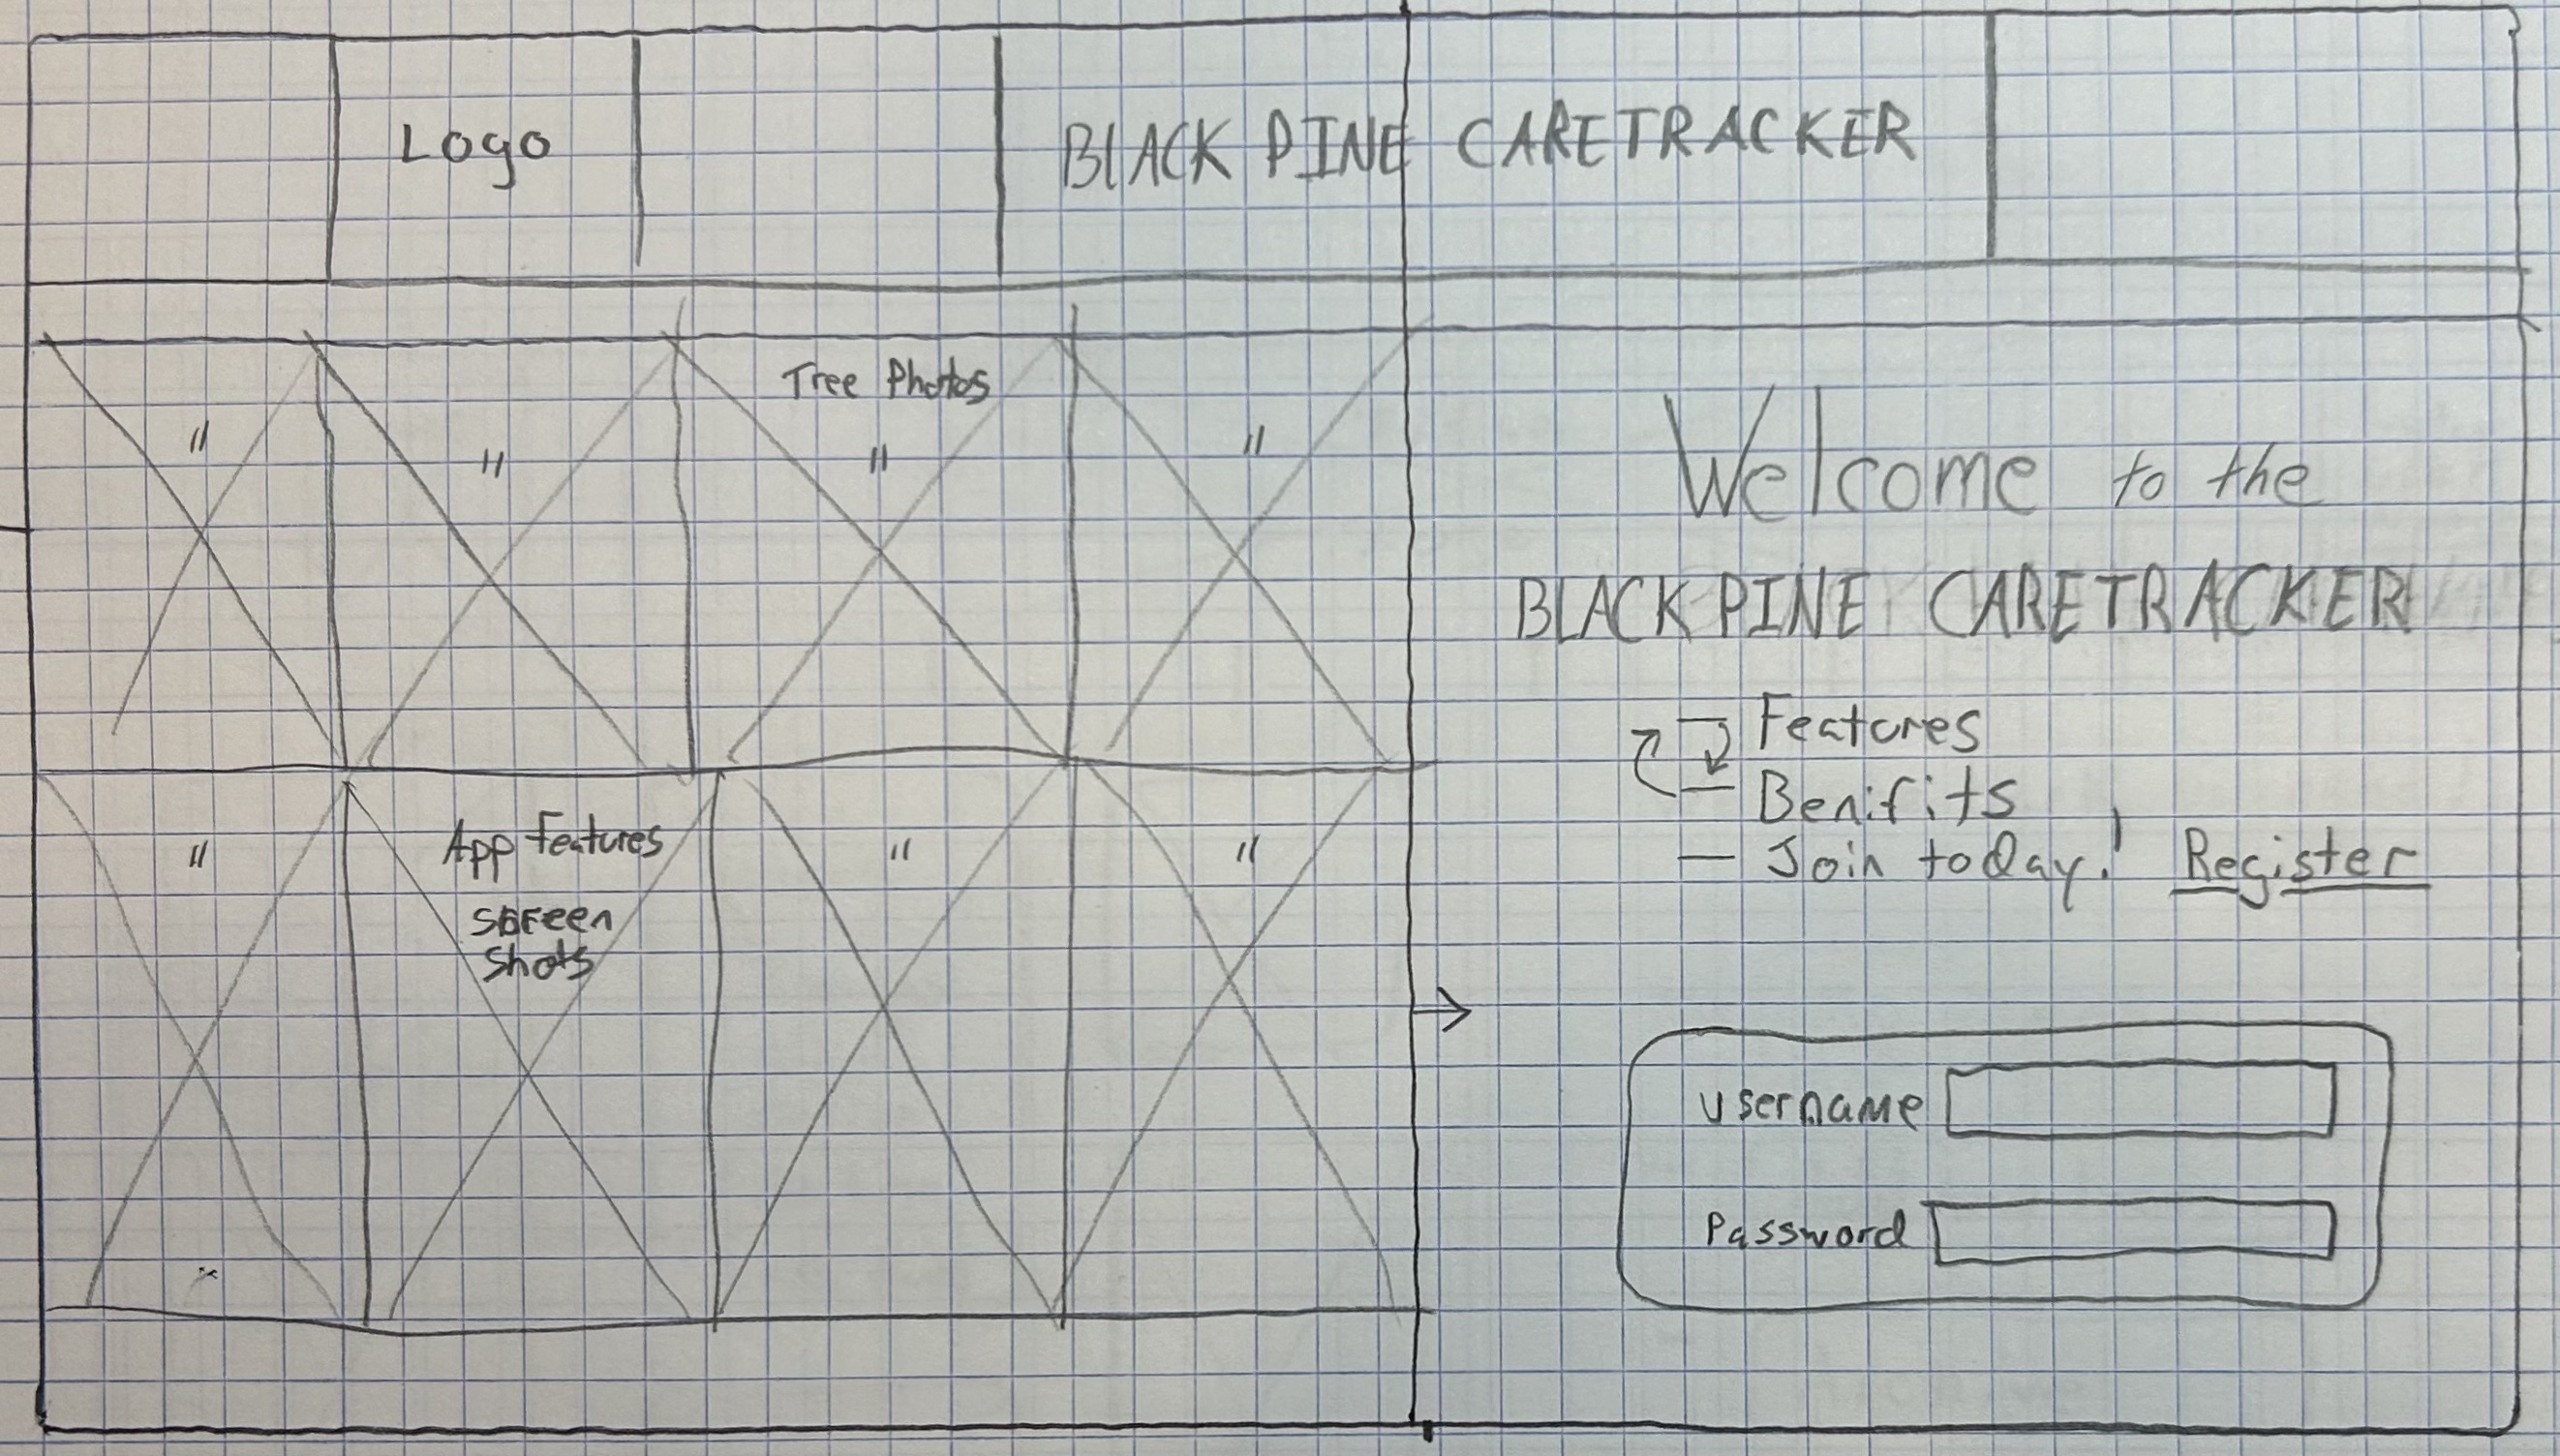 Logo
BLACK PINE CARETRACKER
Tree Photos
"
"
"
"
"
App Features
screen
shots
"
"
Welcome to the
BLACK PINE CARETRACKER
— Features
— Benifits
— Join today! Register
username
Password